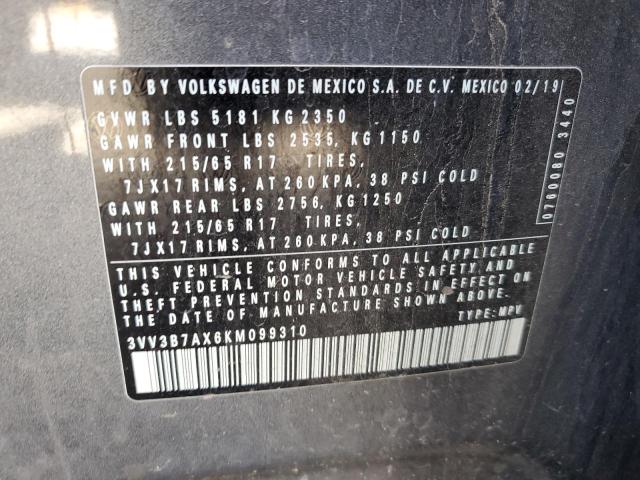 MFD BY VOLKSWAGEN DE MEXICO S.A. DE C.V. MEXICO 02/19
GVWR LBS 5181 KG 2350
GAWR FRONT LBS 2535, KG 1150
WITH 215/65 R17 TIRES,
7JX17 RIMS, AT 260 KPA, 38 PSI COLD
GAWR REAR LBS 2756, KG 1250
WITH 215/65 R17 TIRES,
7JX17 RIMS, AT 260 KPA, 38 PSI COLD
THIS VEHICLE CONFORMS TO ALL APPLICABLE
U.S. FEDERAL MOTOR VEHICLE SAFETY AND
THEFT PREVENTION STANDARDS IN EFFECT ON
THE DATE OF MANUFACTURE SHOWN ABOVE.
3VV3B7AX6KM099310
TYPE: MPV
0760080 3440